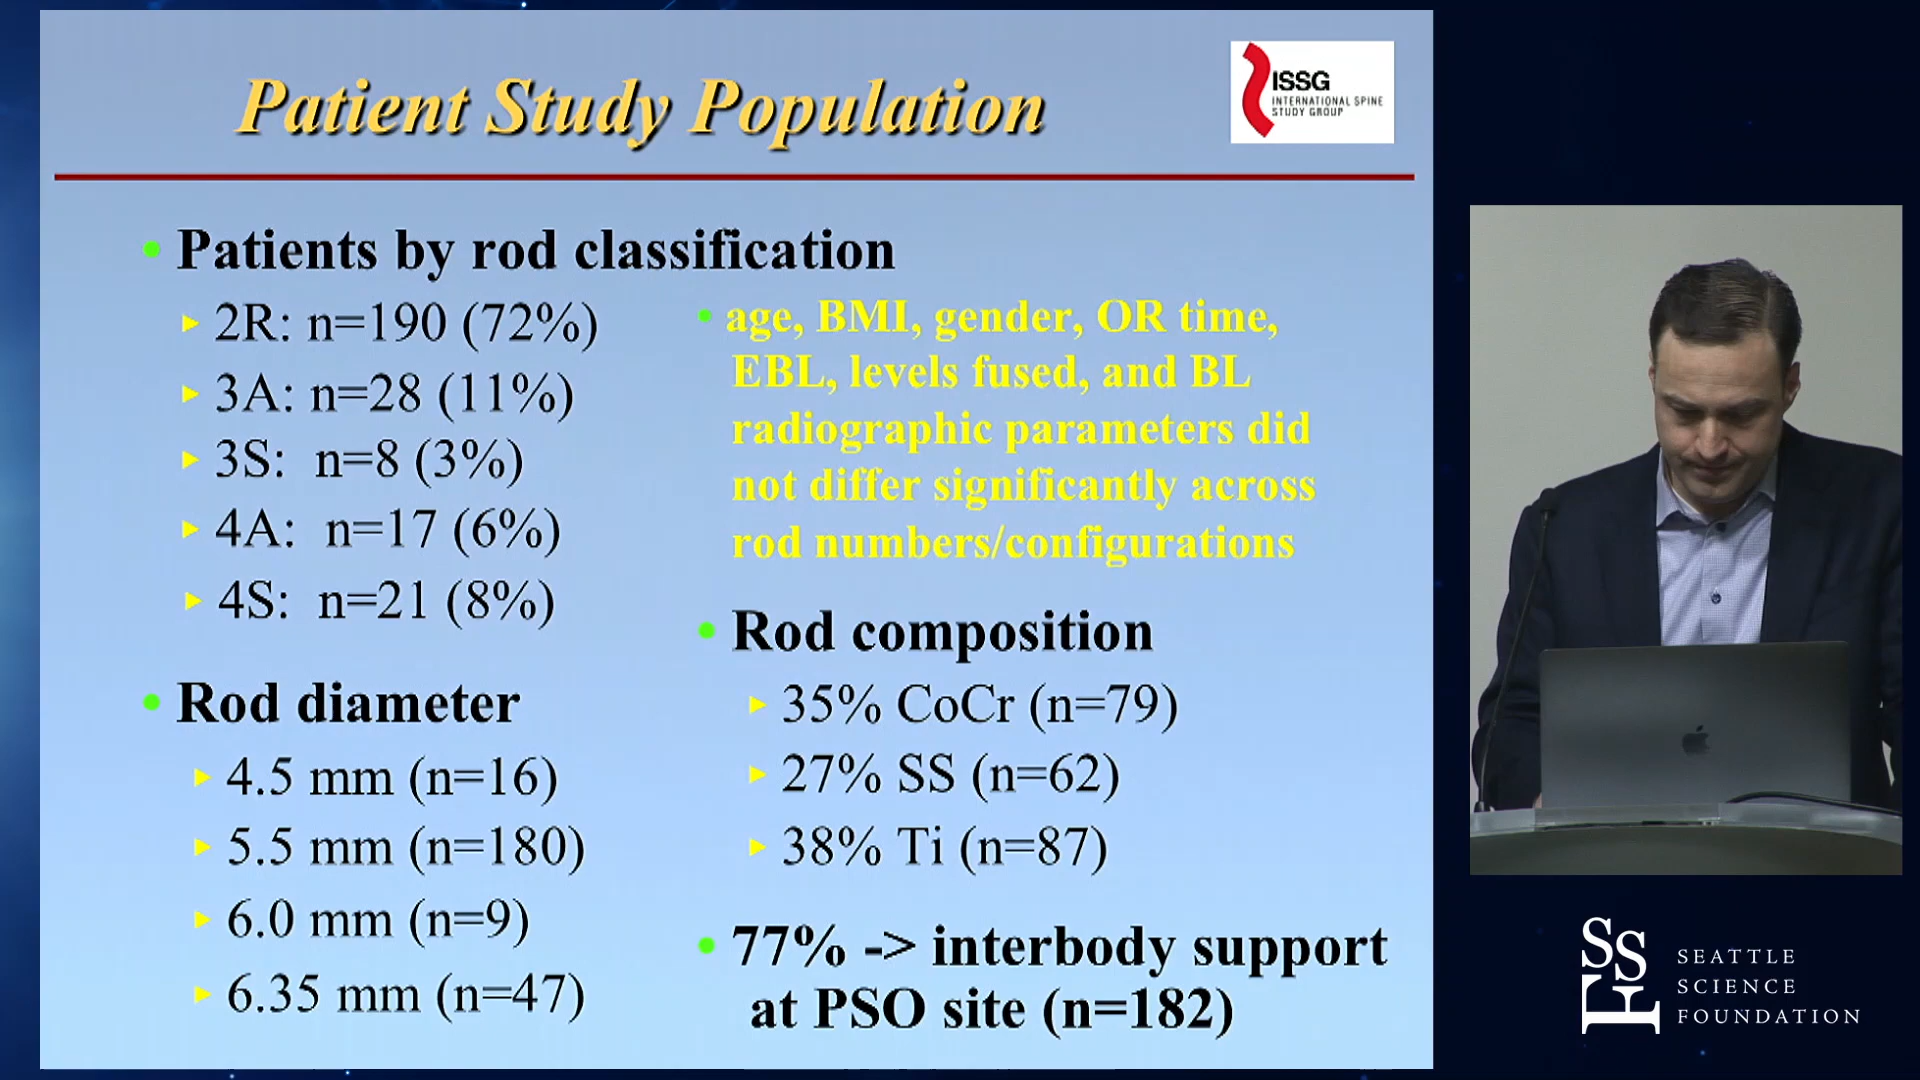 Patient Study Population
ISSG
INTERNATIONAL SPINE
STUDY GROUP
• Patients by rod classification
2R: n=190 (72%)
3A: n=28 (11%)
3S: n=8 (3%)
4A: n=17 (6%)
4S: n=21 (8%)
• Rod diameter
4.5 mm (n=16)
5.5 mm (n=180)
6.0 mm (n=9)
6.35 mm (n=47)
• age, BMI, gender, OR time,
EBL, levels fused, and BL
radiographic parameters did
not differ significantly across
rod numbers/configurations
• Rod composition
35% CoCr (n=79)
27% SS (n=62)
38% Ti (n=87)
• 77% -> interbody support
at PSO site (n=182)
SSF
SEATTLE
SCIENCE
FOUNDATION